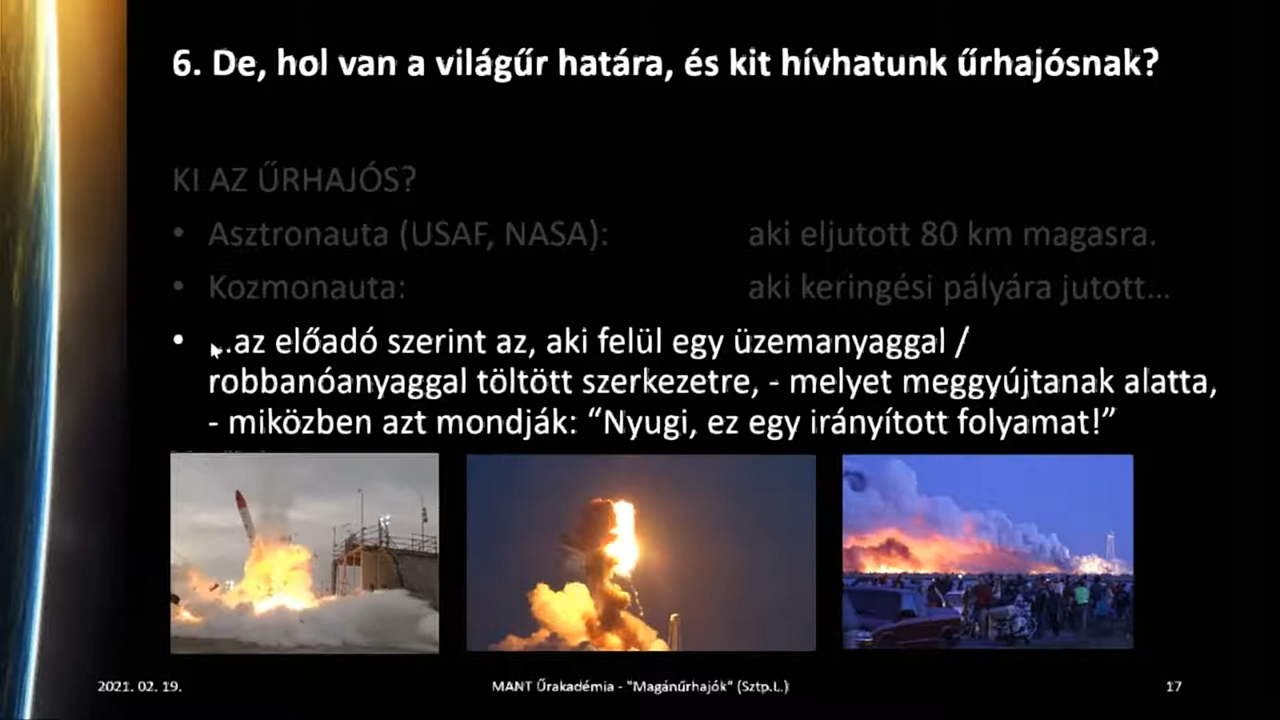 6. De, hol van a világűr határa, és kit hívhatunk űrhajósnak?
KI AZ ŰRHAJÓS?
• Asztronauta (USAF, NASA): aki eljutott 80 km magasra.
• Kozmonauta: aki keringési pályára jutott...
• ...az előadó szerint az, aki felül egy üzemanyaggal /
robbanóanyaggal töltött szerkezetre, - melyet meggyújtanak alatta,
- miközben azt mondják: “Nyugi, ez egy irányított folyamat!”
2021. 02. 19. MANT Űrakadémia - "Magánűrhajók" (Sztp.L.) 17